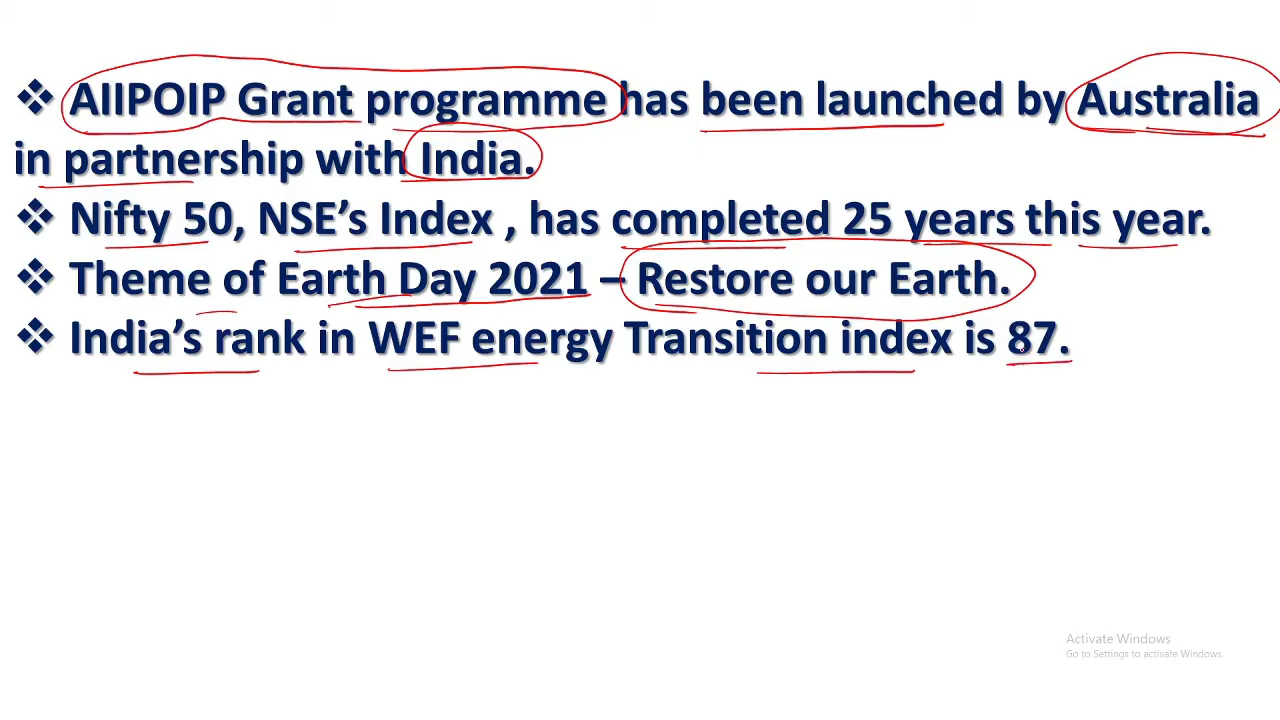 ❖ AIIPOIP Grant programme has been launched by Australia
in partnership with India.
❖ Nifty 50, NSE’s Index , has completed 25 years this year.
❖ Theme of Earth Day 2021 – Restore our Earth.
❖ India’s rank in WEF energy Transition index is 87.
Activate Windows
Go to Settings to activate Windows.